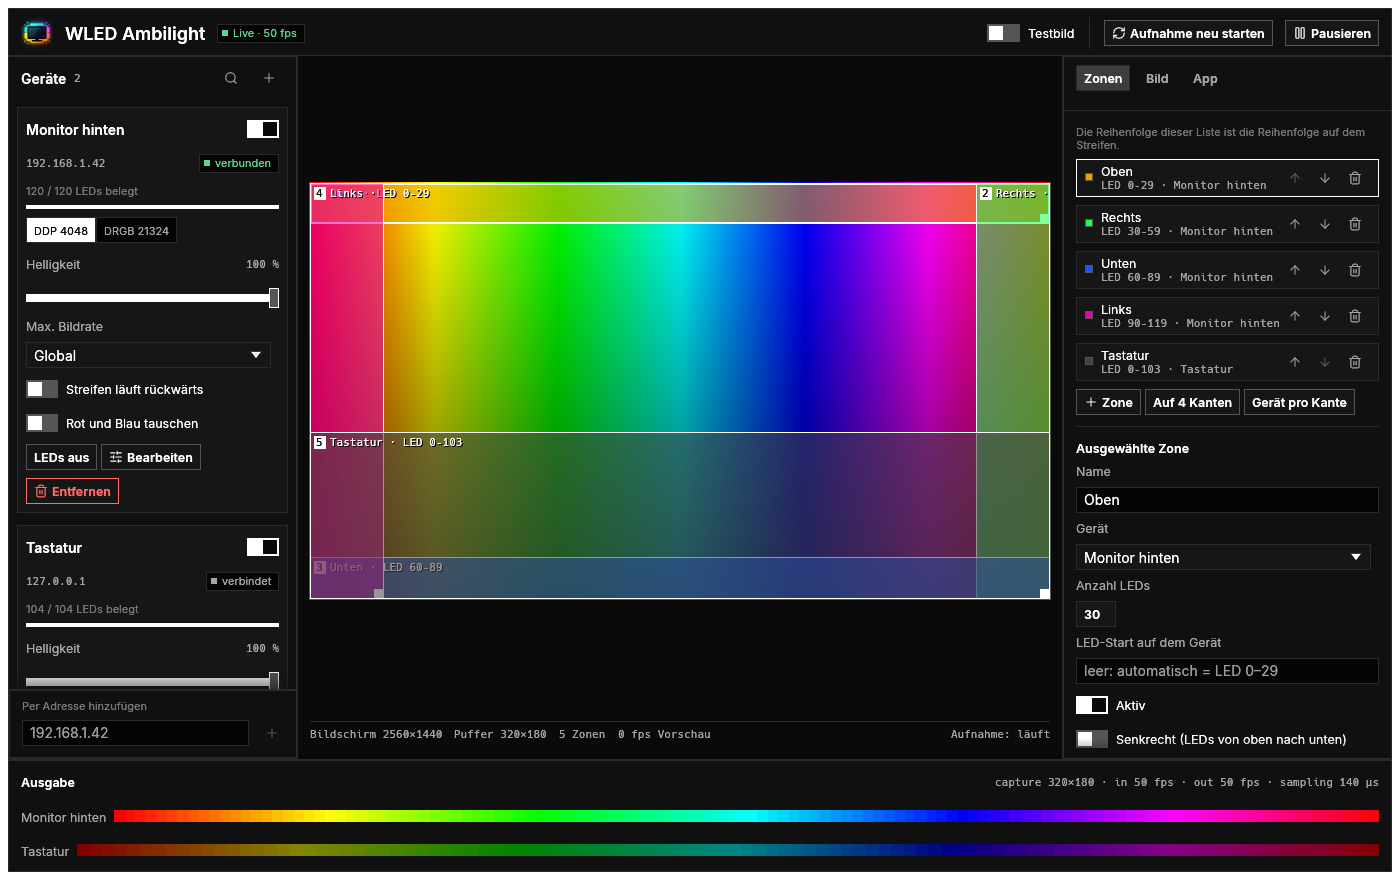 WLED Ambilight
Live · 50 fps
Testbild
Aufnahme neu starten
Pausieren
Geräte 2
Monitor hinten
192.168.1.42
verbunden
120 / 120 LEDs belegt
DDP 4048
DRGB 21324
Helligkeit
100 %
Max. Bildrate
Global
Streifen läuft rückwärts
Rot und Blau tauschen
LEDs aus
Bearbeiten
Entfernen
Tastatur
127.0.0.1
verbindet
104 / 104 LEDs belegt
Helligkeit
100 %
Per Adresse hinzufügen
192.168.1.42
4 Links · LED 0-29
2 Rechts ·
5 Tastatur · LED 0-103
3 Unten · LED 60-89
Bildschirm 2560×1440 Puffer 320×180 5 Zonen 0 fps Vorschau
Aufnahme: läuft
Zonen
Bild
App
Die Reihenfolge dieser Liste ist die Reihenfolge auf dem
Streifen.
Oben
LED 0-29 · Monitor hinten
Rechts
LED 30-59 · Monitor hinten
Unten
LED 60-89 · Monitor hinten
Links
LED 90-119 · Monitor hinten
Tastatur
LED 0-103 · Tastatur
Zone
Auf 4 Kanten
Gerät pro Kante
Ausgewählte Zone
Name
Oben
Gerät
Monitor hinten
Anzahl LEDs
30
LED-Start auf dem Gerät
leer: automatisch = LED 0–29
Aktiv
Senkrecht (LEDs von oben nach unten)
Ausgabe
capture 320×180 · in 50 fps · out 50 fps · sampling 140 µs
Monitor hinten
Tastatur